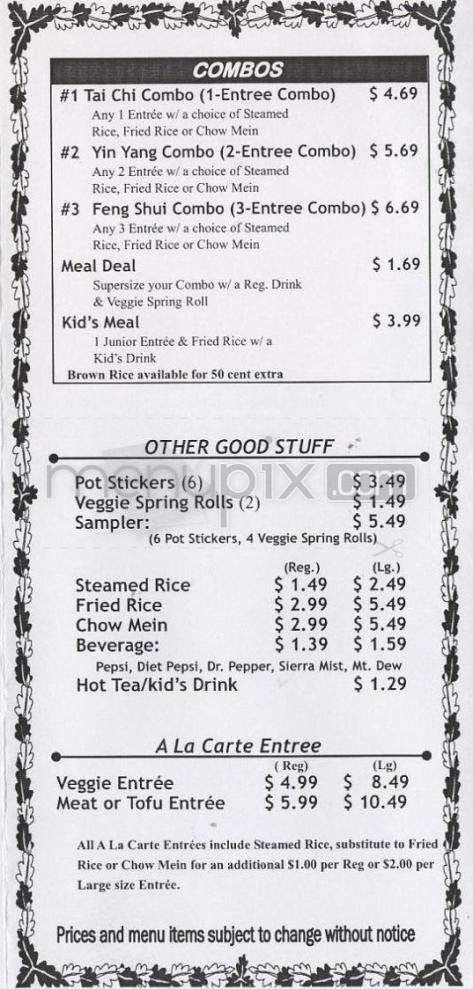 COMBOS
#1 Tai Chi Combo (1-Entree Combo) $ 4.69
Any 1 Entrée w/ a choice of Steamed
Rice, Fried Rice or Chow Mein
#2 Yin Yang Combo (2-Entree Combo) $ 5.69
Any 2 Entrée w/ a choice of Steamed
Rice, Fried Rice or Chow Mein
#3 Feng Shui Combo (3-Entree Combo) $ 6.69
Any 3 Entrée w/ a choice of Steamed
Rice, Fried Rice or Chow Mein
Meal Deal $ 1.69
Supersize your Combo w/ a Reg. Drink
& Veggie Spring Roll
Kid's Meal $ 3.99
1 Junior Entrée & Fried Rice w/ a
Kid's Drink
Brown Rice available for 50 cent extra
OTHER GOOD STUFF
menupix.com
Pot Stickers (6) $ 3.49
Veggie Spring Rolls (2) $ 1.49
Sampler: $ 5.49
(6 Pot Stickers, 4 Veggie Spring Rolls)
(Reg.) (Lg.)
Steamed Rice $ 1.49 $ 2.49
Fried Rice $ 2.99 $ 5.49
Chow Mein $ 2.99 $ 5.49
Beverage: $ 1.39 $ 1.59
Pepsi, Diet Pepsi, Dr. Pepper, Sierra Mist, Mt. Dew
Hot Tea/kid's Drink $ 1.29
A La Carte Entree
( Reg) (Lg)
Veggie Entrée $ 4.99 $ 8.49
Meat or Tofu Entrée $ 5.99 $ 10.49
All A La Carte Entrées include Steamed Rice, substitute to Fried
Rice or Chow Mein for an additional $1.00 per Reg or $2.00 per
Large size Entrée.
Prices and menu items subject to change without notice